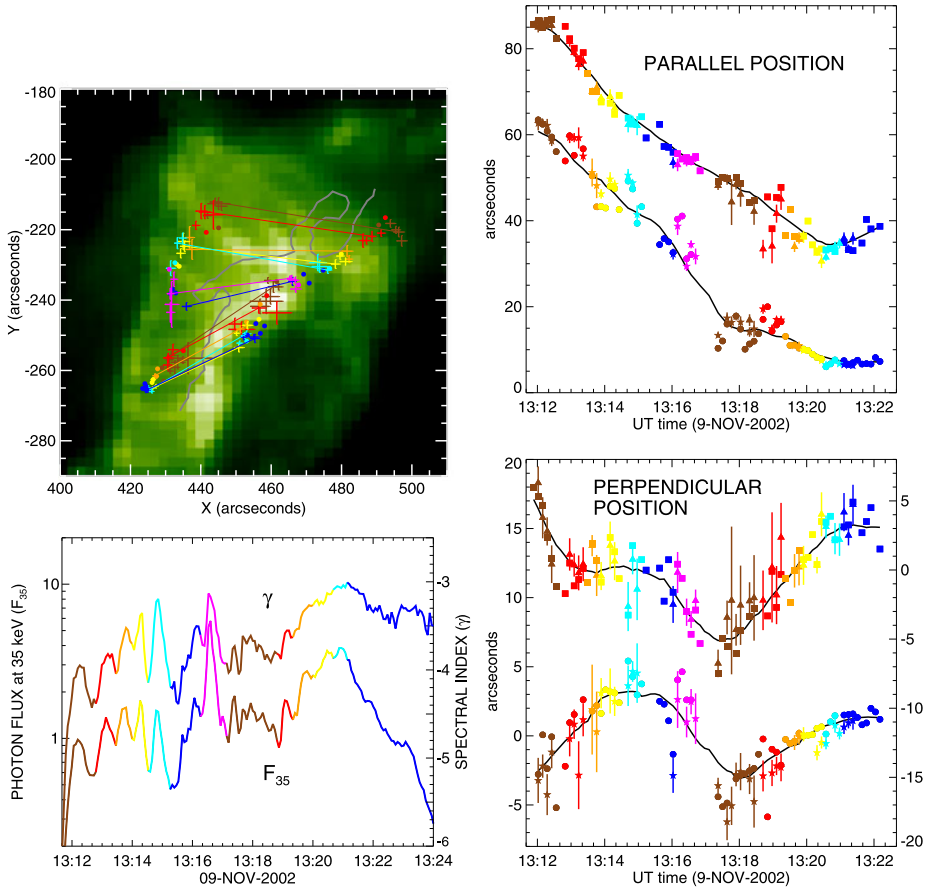 -180
-200
-220
-240
-260
-280
Y (arcseconds)
400 420 440 460 480 500
X (arcseconds)
80
60
40
20
0
arcseconds
PARALLEL POSITION
13:12 13:14 13:16 13:18 13:20 13:22
UT time (9-NOV-2002)
10
1
PHOTON FLUX at 35 keV (F35)
γ
F35
-3
-4
-5
-6
SPECTRAL INDEX (γ)
13:12 13:14 13:16 13:18 13:20 13:22 13:24
09-NOV-2002
20
15
10
5
0
-5
arcseconds
PERPENDICULAR
POSITION
5
0
-5
-10
-15
-20
13:12 13:14 13:16 13:18 13:20 13:22
UT time (9-NOV-2002)